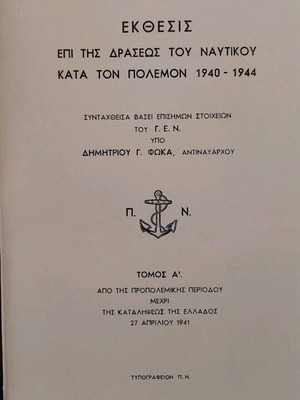 ΕΚΘΕΣΙΣ
ΕΠΙ ΤΗΣ ΔΡΑΣΕΩΣ ΤΟΥ ΝΑΥΤΙΚΟΥ
ΚΑΤΑ ΤΟΝ ΠΟΛΕΜΟΝ 1940 - 1944
ΣΥΝΤΑΧΘΕΙΣΑ ΒΑΣΕΙ ΕΠΙΣΗΜΩΝ ΣΤΟΙΧΕΙΩΝ
ΤΟΥ Γ. Ε. Ν.
ΥΠΟ
ΔΗΜΗΤΡΙΟΥ Γ. ΦΩΚΑ, ΑΝΤΙΝΑΥΑΡΧΟΥ
Π. Ν.
ΤΟΜΟΣ Α'.
ΑΠΟ ΤΗΣ ΠΡΟΠΟΛΕΜΙΚΗΣ ΠΕΡΙΟΔΟΥ
ΜΕΧΡΙ
ΤΗΣ ΚΑΤΑΛΗΨΕΩΣ ΤΗΣ ΕΛΛΑΔΟΣ
27 ΑΠΡΙΛΙΟΥ 1941
ΤΥΠΟΓΡΑΦΕΙΟΝ Π. Ν.